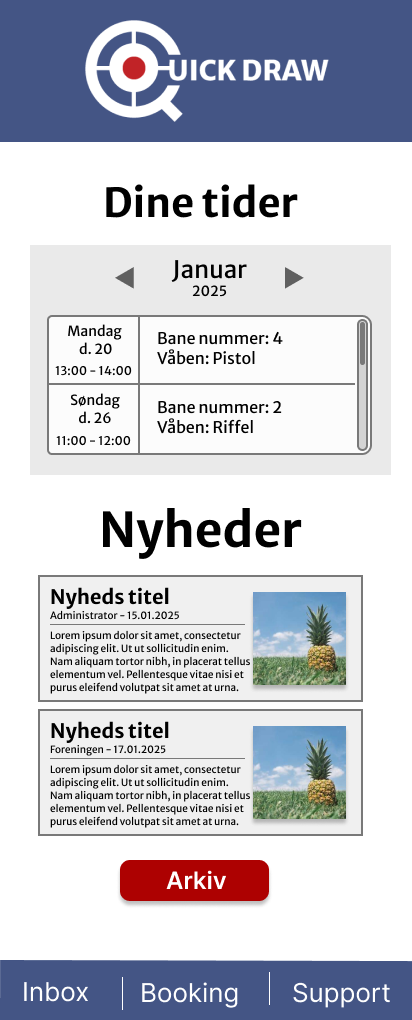 QUICK DRAW
Dine tider
Januar
2025
Mandag
d. 20
13:00 - 14:00
Bane nummer: 4
Våben: Pistol
Søndag
d. 26
11:00 - 12:00
Bane nummer: 2
Våben: Riffel
Nyheder
Nyheds titel
Administrator - 15.01.2025
Lorem ipsum dolor sit amet, consectetur
adipiscing elit. Ut ut sollicitudin enim.
Nam aliquam tortor nibh, in placerat tellus
elementum vel. Pellentesque vitae nisi et
purus eleifend volutpat sit amet at urna.
Nyheds titel
Foreningen - 17.01.2025
Lorem ipsum dolor sit amet, consectetur
adipiscing elit. Ut ut sollicitudin enim.
Nam aliquam tortor nibh, in placerat tellus
elementum vel. Pellentesque vitae nisi et
purus eleifend volutpat sit amet at urna.
Arkiv
Inbox
Booking
Support